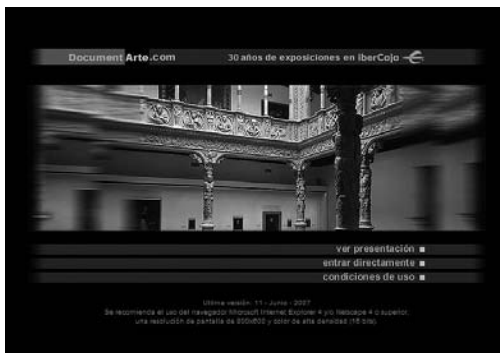 DocumentArte.com
30 años de exposiciones en iberCaja
ver presentación
entrar directamente
condiciones de uso
Ultima versión: 11 - Junio - 2007
Se recomienda el uso del navegador Microsoft Internet Explorer 4 y/o Netscape 4 o superior,
una resolución de pantalla de 800x600 y color de alta densidad (16 bits).